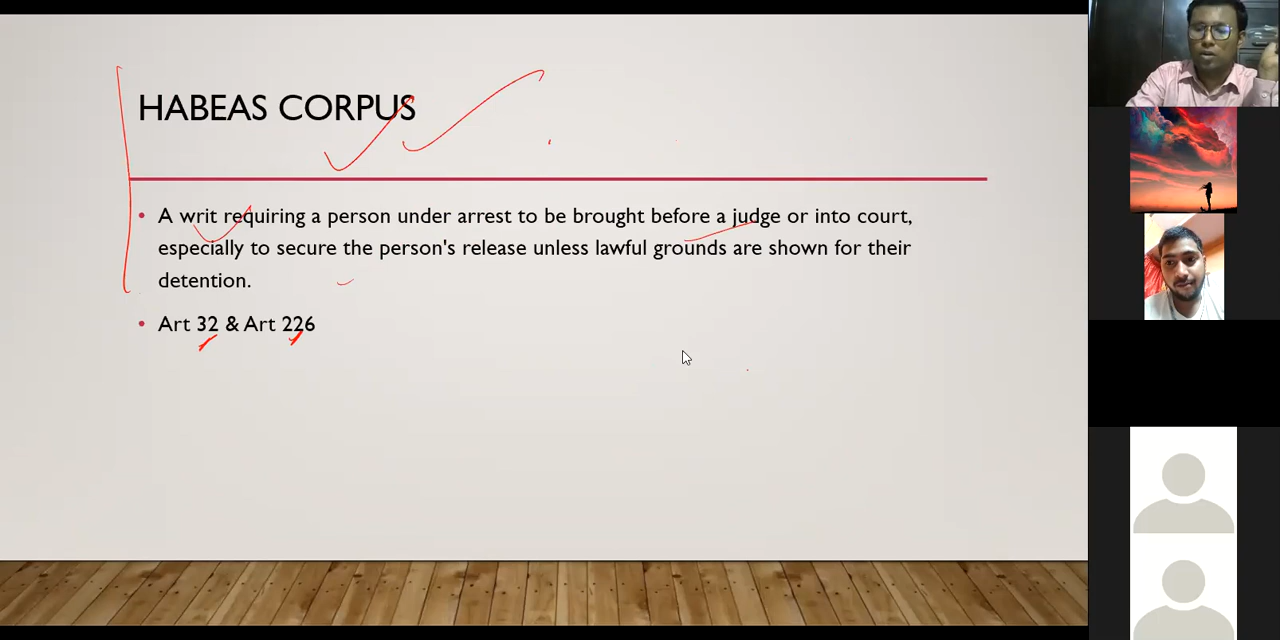 HABEAS CORPUS
• A writ requiring a person under arrest to be brought before a judge or into court,
especially to secure the person's release unless lawful grounds are shown for their
detention.
• Art 32 & Art 226